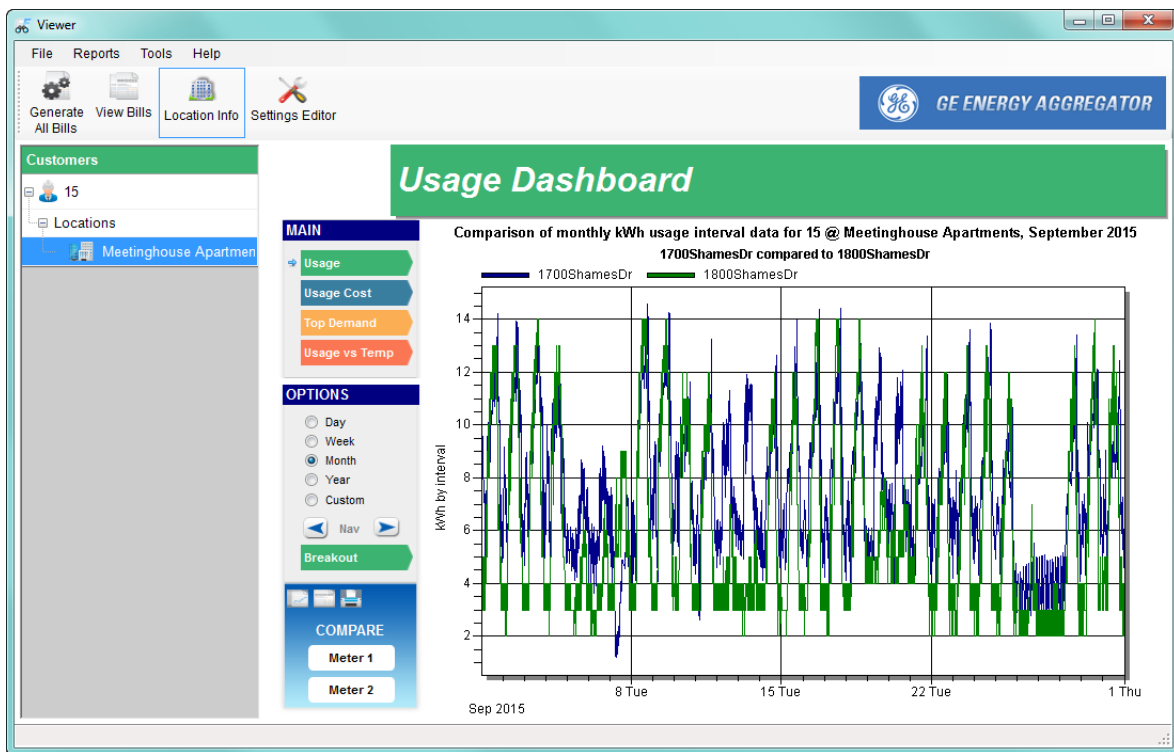 Viewer
File Reports Tools Help
Generate All Bills
View Bills
Location Info
Settings Editor
GE
GE ENERGY AGGREGATOR
Customers
15
Locations
Meetinghouse Apartmen
Usage Dashboard
MAIN
Usage
Usage Cost
Top Demand
Usage vs Temp
OPTIONS
Day
Week
Month
Year
Custom
Nav
Breakout
COMPARE
Meter 1
Meter 2
Comparison of monthly kWh usage interval data for 15 @ Meetinghouse Apartments, September 2015
1700ShamesDr compared to 1800ShamesDr
1700ShamesDr 1800ShamesDr
kWh by interval
14
12
10
8
6
4
2
8 Tue 15 Tue 22 Tue 1 Thu
Sep 2015